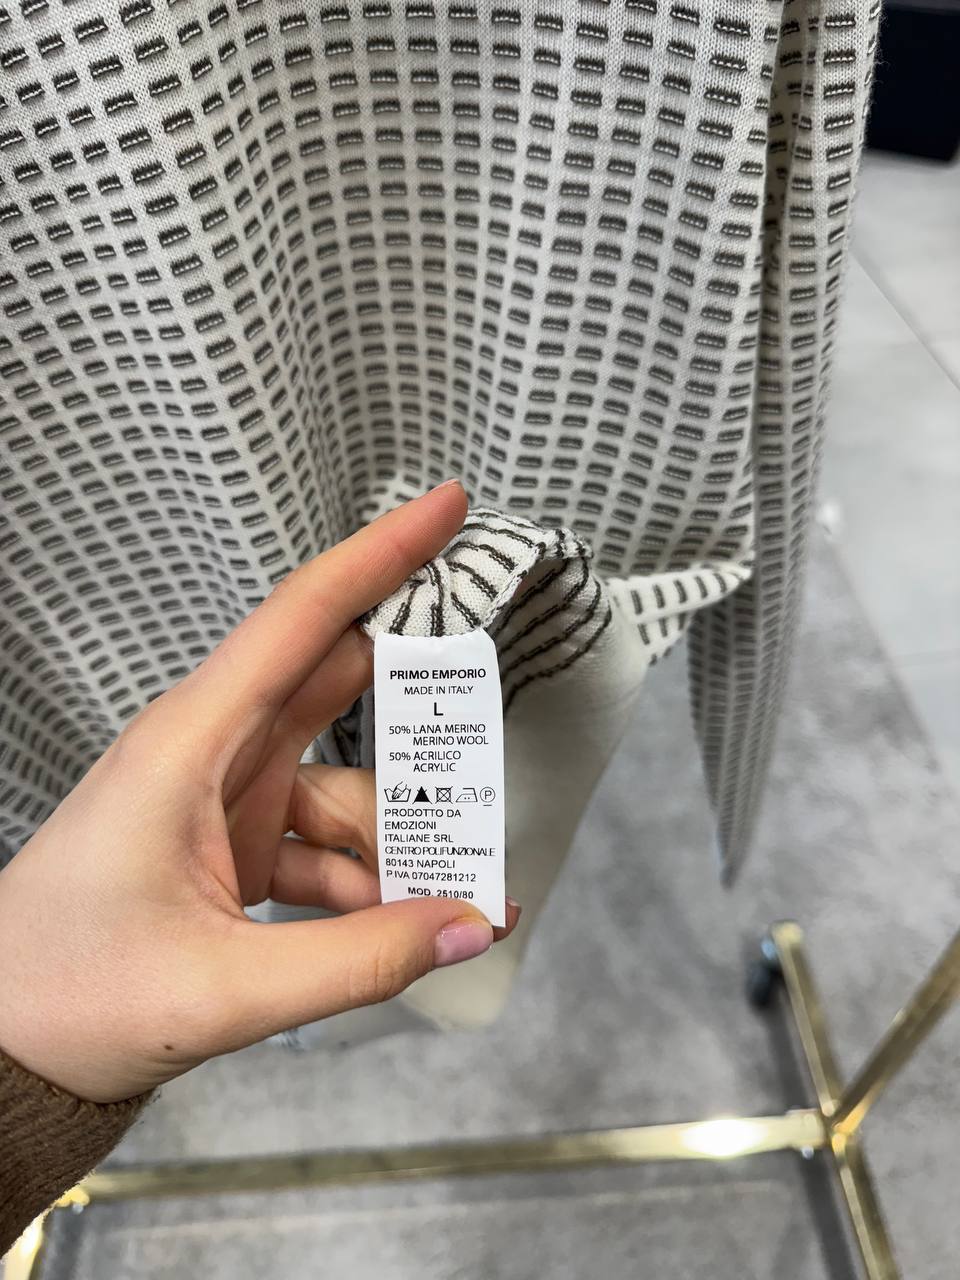 PRIMO EMPORIO
MADE IN ITALY
L
50% LANA MERINO
MERINO WOOL
50% ACRILICO
ACRYLIC
P
PRODOTTO DA
EMOZIONI
ITALIANE SRL
CENTRO POLIFUNZIONALE
80143 NAPOLI
P.IVA 07047281212
MOD. 2510/80